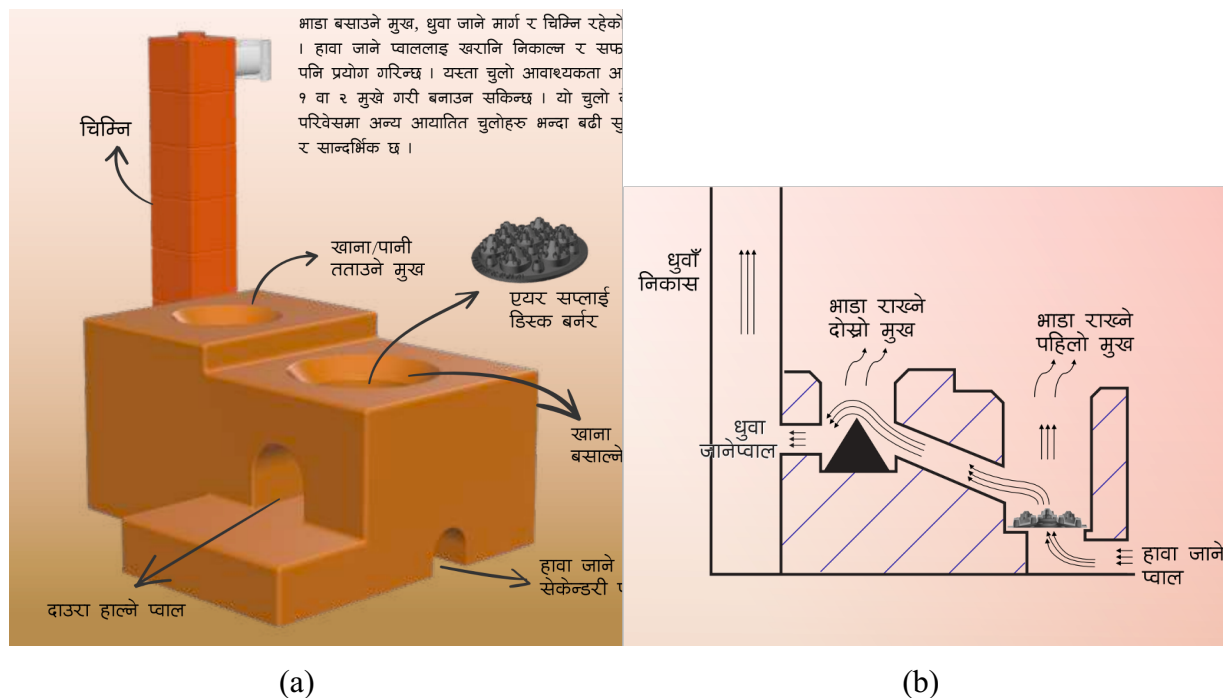 भाडा बसाउने मुख, धुवा जाने मार्ग र चिम्नि रहेको
। हावा जाने प्वाललाइ खरानि निकाल्न र सफ
पनि प्रयोग गरिन्छ । यस्ता चुलो आवाश्यकता अ
१ वा २ मुखे गरी बनाउन सकिन्छ । यो चुलो
परिवेसमा अन्य आयातित चुलोहरु भन्दा बढी सु
र सान्दर्भिक छ ।
चिम्नि
खाना/पानी
तताउने मुख
एयर सप्लाई
डिस्क बर्नर
खाना
बसाल्ने
हावा जाने
सेकेन्डरी
दाउरा हाल्ने प्वाल
धुवाँ
निकास
भाडा राख्ने
दोस्रो मुख
भाडा राख्ने
पहिलो मुख
धुवा
जानेप्वाल
हावा जाने
प्वाल
(a)
(b)